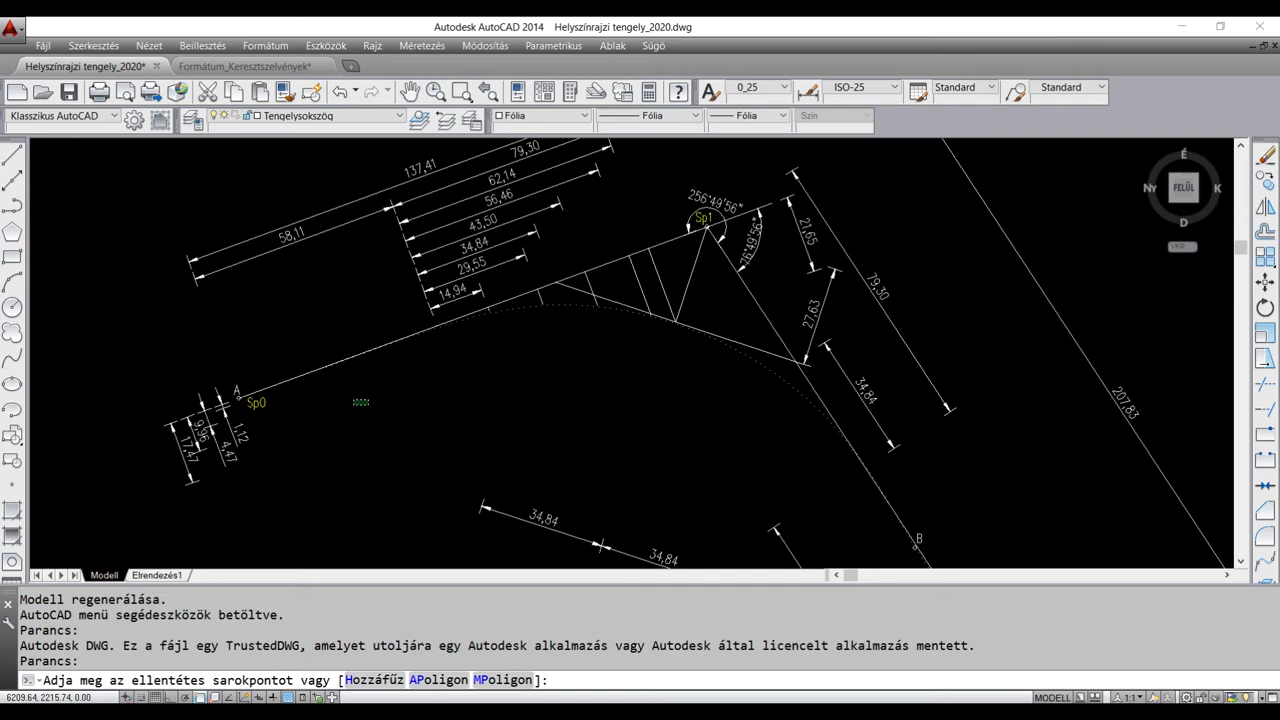 Autodesk AutoCAD 2014 Helyszínrajzi tengely_2020.dwg
Fájl Szerkesztés Nézet Beillesztés Formátum Eszközök Rajz Méretezés Módosítás Parametrikus Ablak Súgó
Helyszínrajzi tengely_2020* Formátum_Keresztszelvények*
0_25 ISO-25 Standard Standard
Klasszikus AutoCAD Tengelysokszög Fólia Fólia Fólia Szín
137,41
79,30
62,14
56,46
43,50
34,84
29,55
14,94
58,11
256°49'56"
Sp1
76°49'56"
21,65
79,30
27,63
34,84
207,83
A
Sp0
9,96
1,12
17,47
4,47
34,84
34,84
B
É
NY FELÜL K
D
VKR
Modell Elrendezés1
Modell regenerálása.
AutoCAD menü segédeszközök betöltve.
Parancs:
Autodesk DWG. Ez a fájl egy TrustedDWG, amelyet utoljára egy Autodesk alkalmazás vagy Autodesk által licencelt alkalmazás mentett.
Parancs:
Adja meg az ellentétes sarokpontot vagy [Hozzáfűz APoligon MPoligon]:
6209.64, 2215.74, 0.00 MODELL 1:1